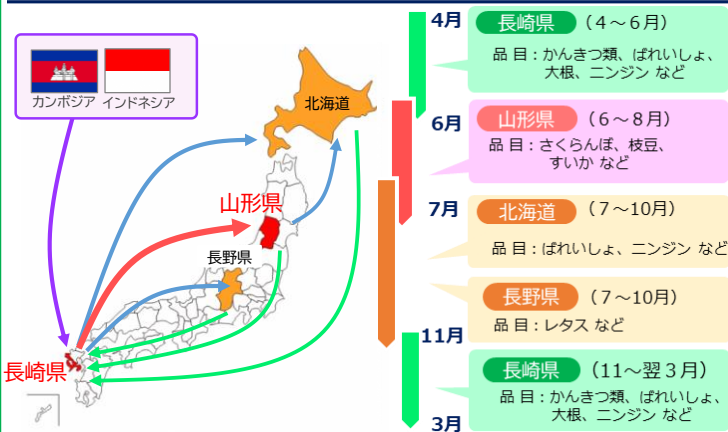 カンボジア インドネシア
北海道
山形県
長野県
長崎県
4月
長崎県 (4~6月)
品 目:かんきつ類、ばれいしょ、
大根、ニンジン など
6月
山形県 (6~8月)
品 目:さくらんぼ、枝豆、
すいか など
7月
北海道 (7~10月)
品 目:ばれいしょ、ニンジン など
長野県 (7~10月)
品 目:レタス など
11月
長崎県 (11~翌3月)
品 目:かんきつ類、ばれいしょ、
大根、ニンジン など
3月